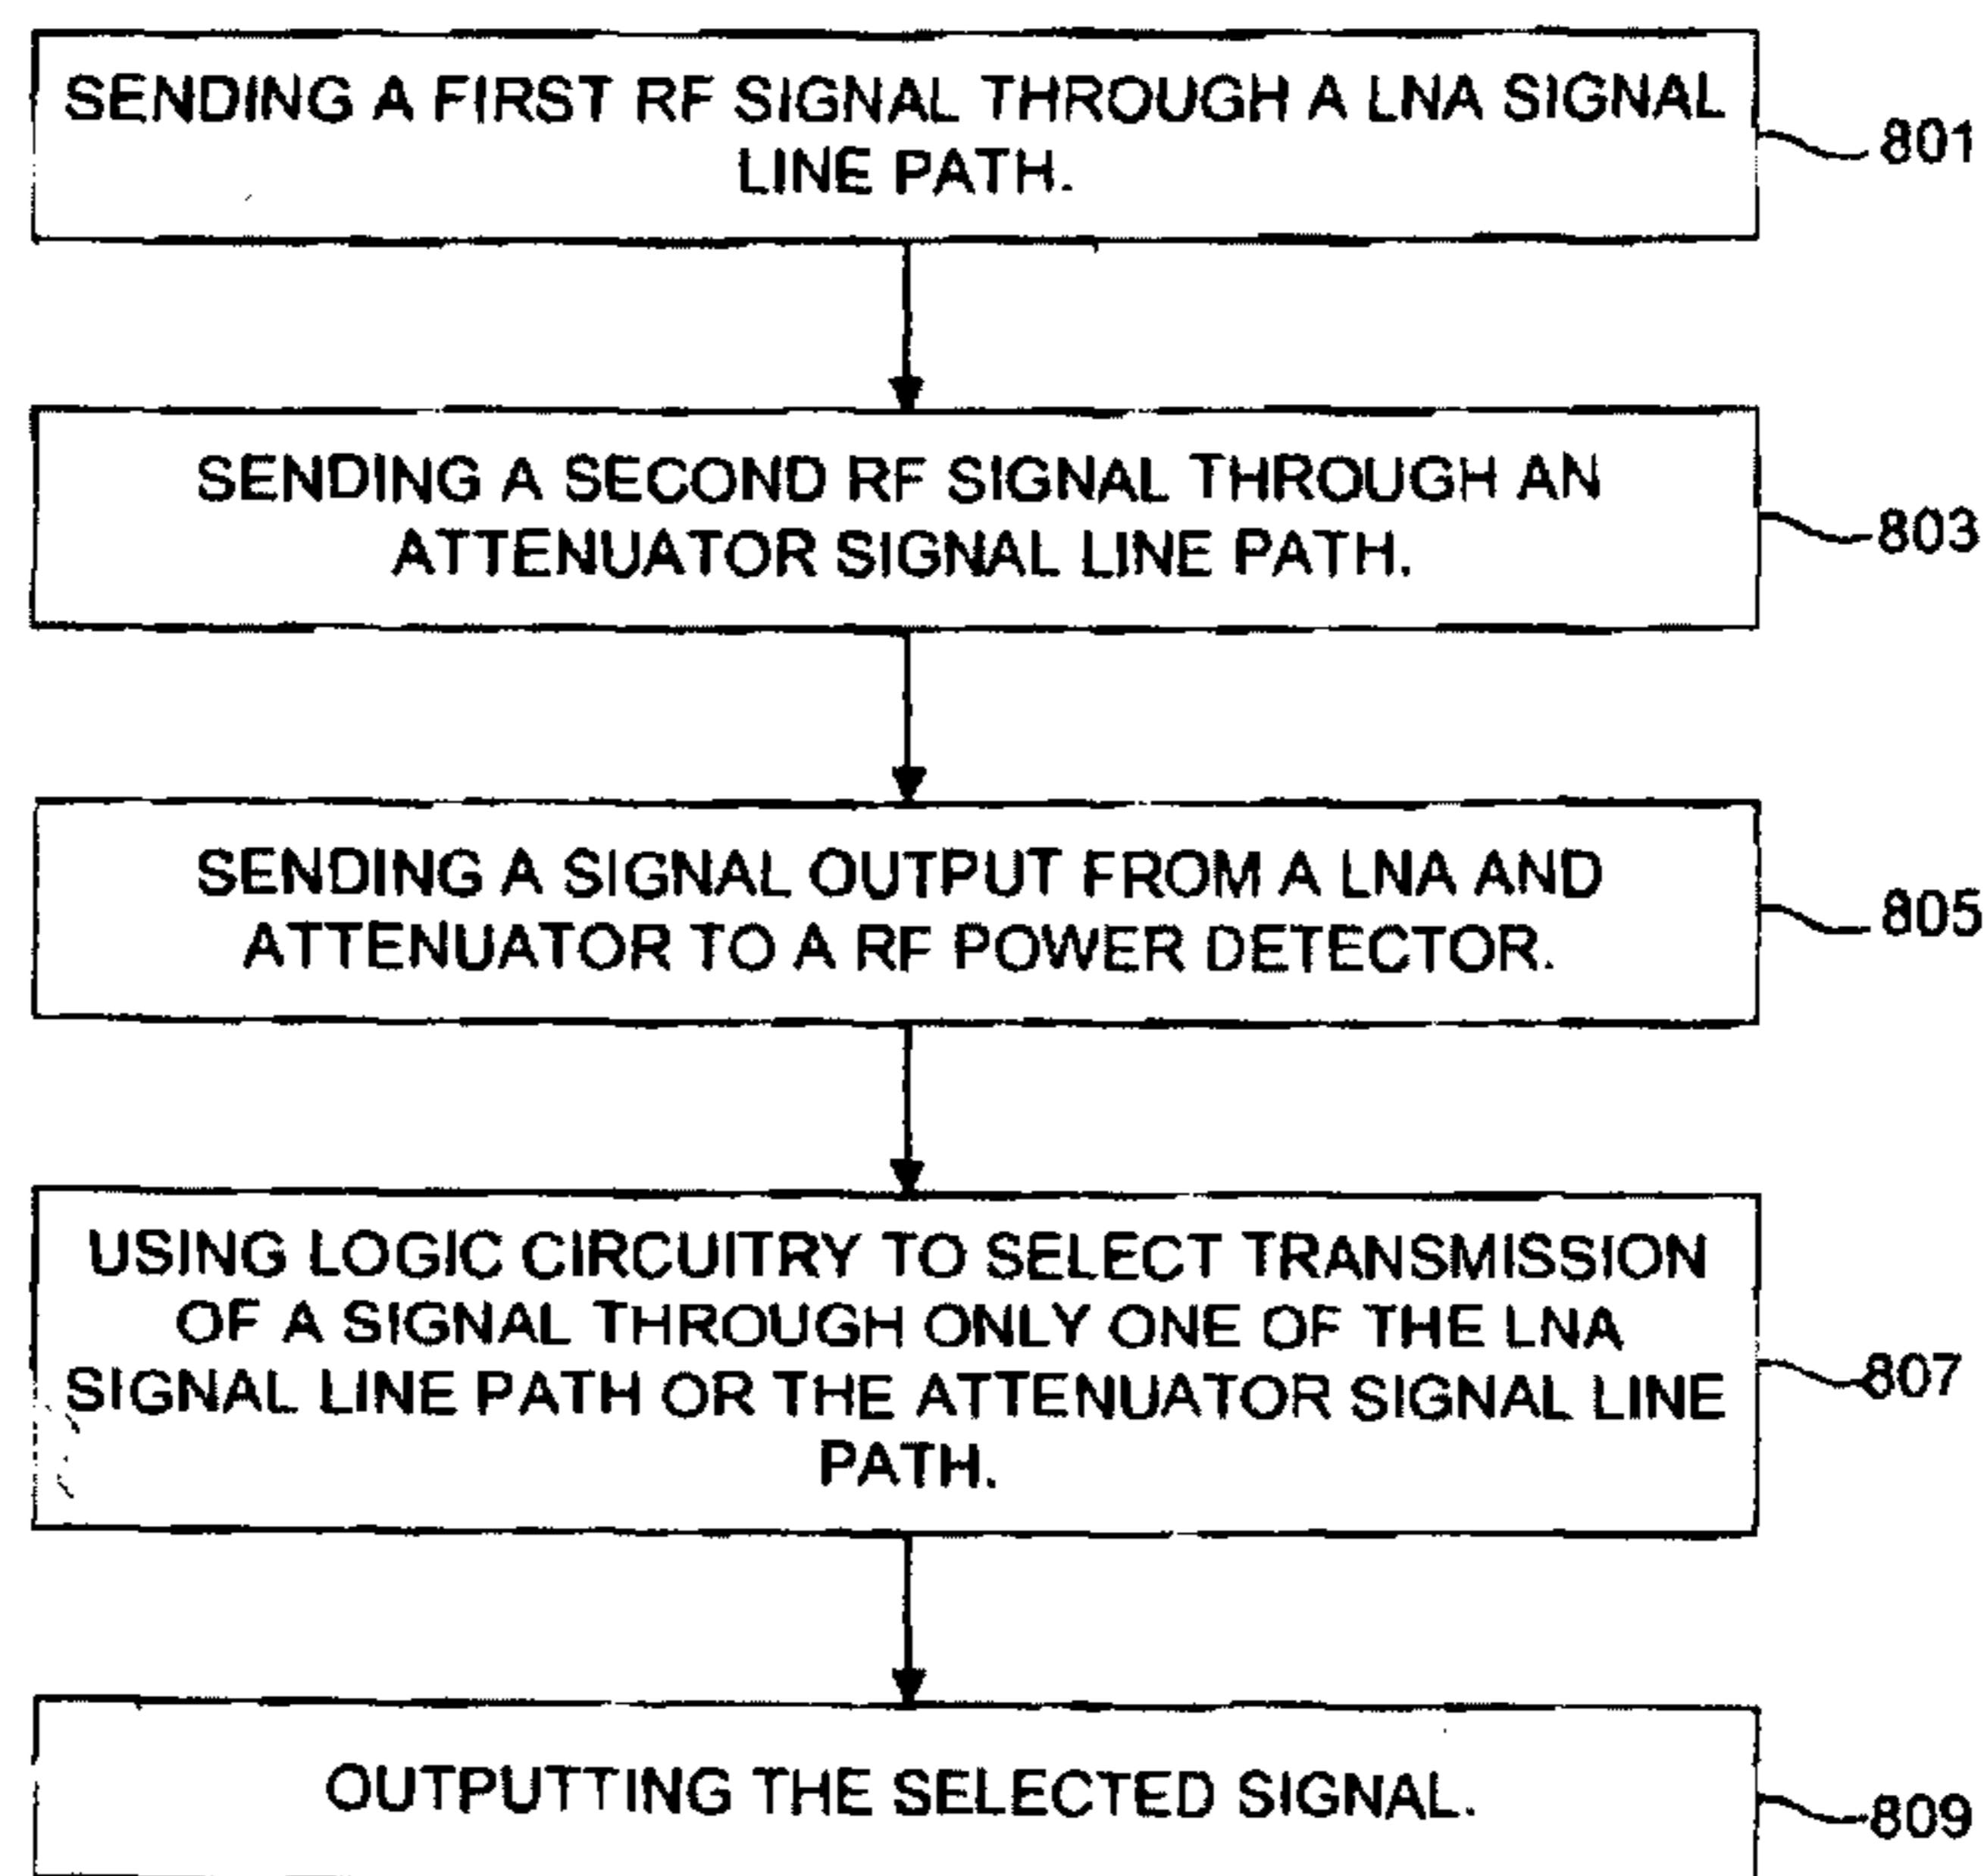 SENDING A FIRST RF SIGNAL THROUGH A LNA SIGNAL
LINE PATH.
801
SENDING A SECOND RF SIGNAL THROUGH AN
ATTENUATOR SIGNAL LINE PATH.
803
SENDING A SIGNAL OUTPUT FROM A LNA AND
ATTENUATOR TO A RF POWER DETECTOR.
805
USING LOGIC CIRCUITRY TO SELECT TRANSMISSION
OF A SIGNAL THROUGH ONLY ONE OF THE LNA
SIGNAL LINE PATH OR THE ATTENUATOR SIGNAL LINE
PATH.
807
OUTPUTTING THE SELECTED SIGNAL.
809